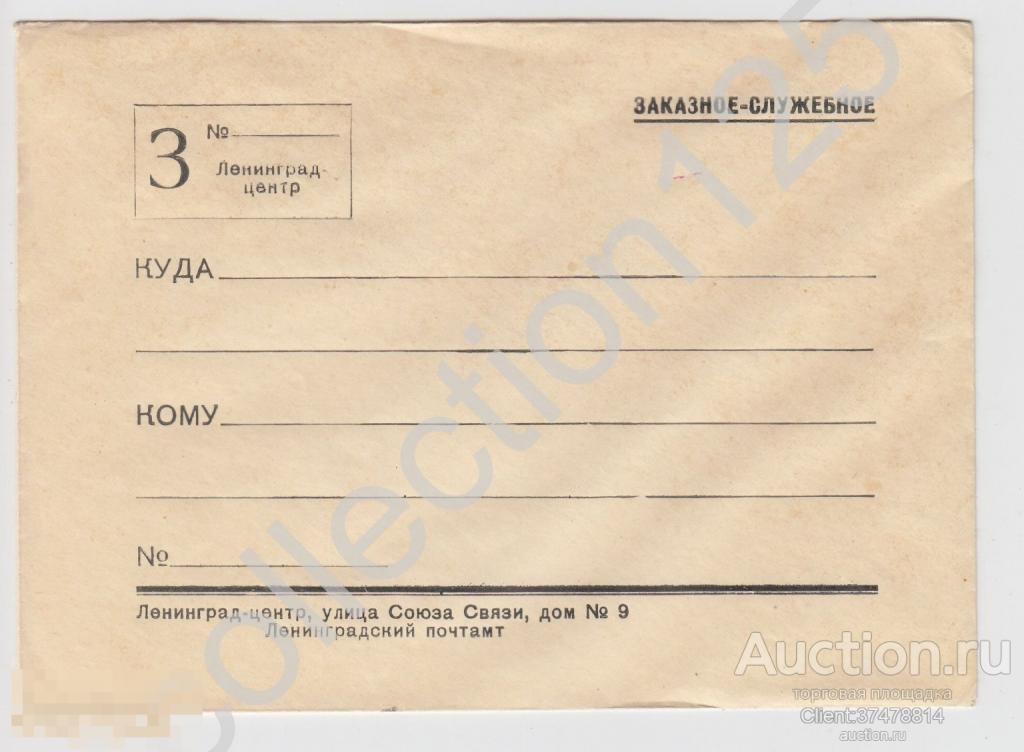 ЗАКАЗНОЕ-СЛУЖЕБНОЕ
З №
Ленинград-
центр
КУДА
КОМУ
№
Ленинград-центр, улица Союза Связи, дом № 9
Ленинградский почтамт
collection 125
Auction.ru
торговая площадка
Client:37478814
auction.ru